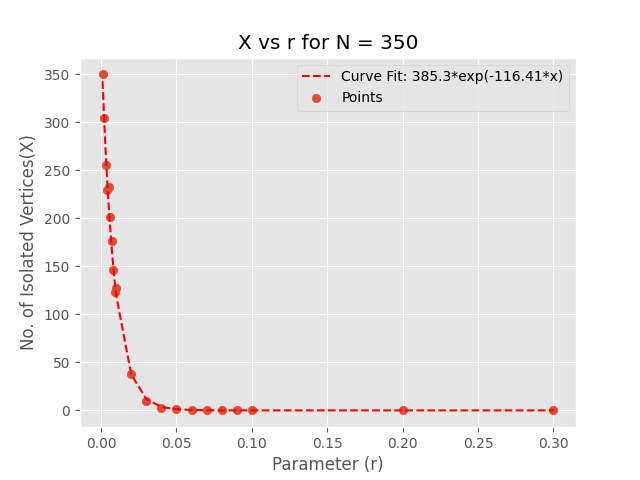 X vs r for N = 350
Curve Fit: 385.3*exp(-116.41*x)
Points
No. of Isolated Vertices(X)
350
300
250
200
150
100
50
0
0.00 0.05 0.10 0.15 0.20 0.25 0.30
Parameter (r)